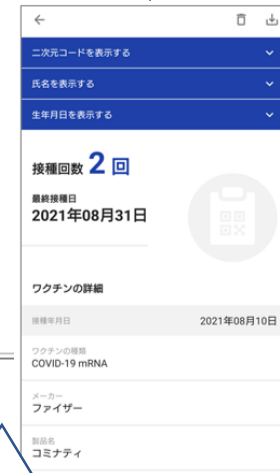 二次元コードを表示する
氏名を表示する
生年月日を表示する
接種回数 2 回
最終接種日
2021年08月31日
ワクチンの詳細
接種年月日 2021年08月10日
ワクチンの種類
COVID-19 mRNA
メーカー
ファイザー
製品名
コミナティ